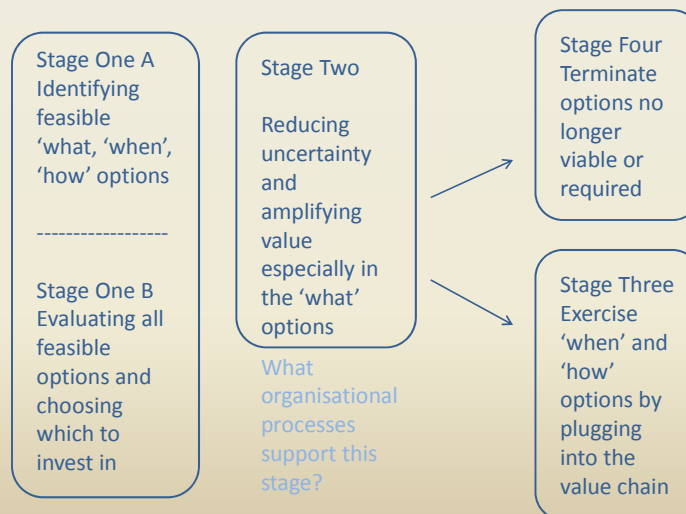 Stage One A
Identifying
feasible
‘what, ‘when’,
‘how’ options
------------------
Stage One B
Evaluating all
feasible
options and
choosing
which to
invest in
Stage Two
Reducing
uncertainty
and
amplifying
value
especially in
the ‘what’
options
What
organisational
processes
support this
stage?
Stage Four
Terminate
options no
longer
viable or
required
Stage Three
Exercise
‘when’ and
‘how’
options by
plugging
into the
value chain